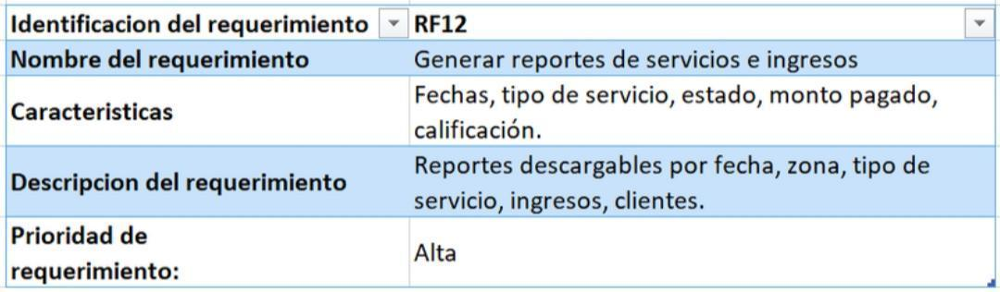 Identificacion del requerimiento RF12
Nombre del requerimiento Generar reportes de servicios e ingresos
Caracteristicas
Fechas, tipo de servicio, estado, monto pagado,
calificación.
Descripcion del requerimiento
Reportes descargables por fecha, zona, tipo de
servicio, ingresos, clientes.
Prioridad de
requerimiento:
Alta